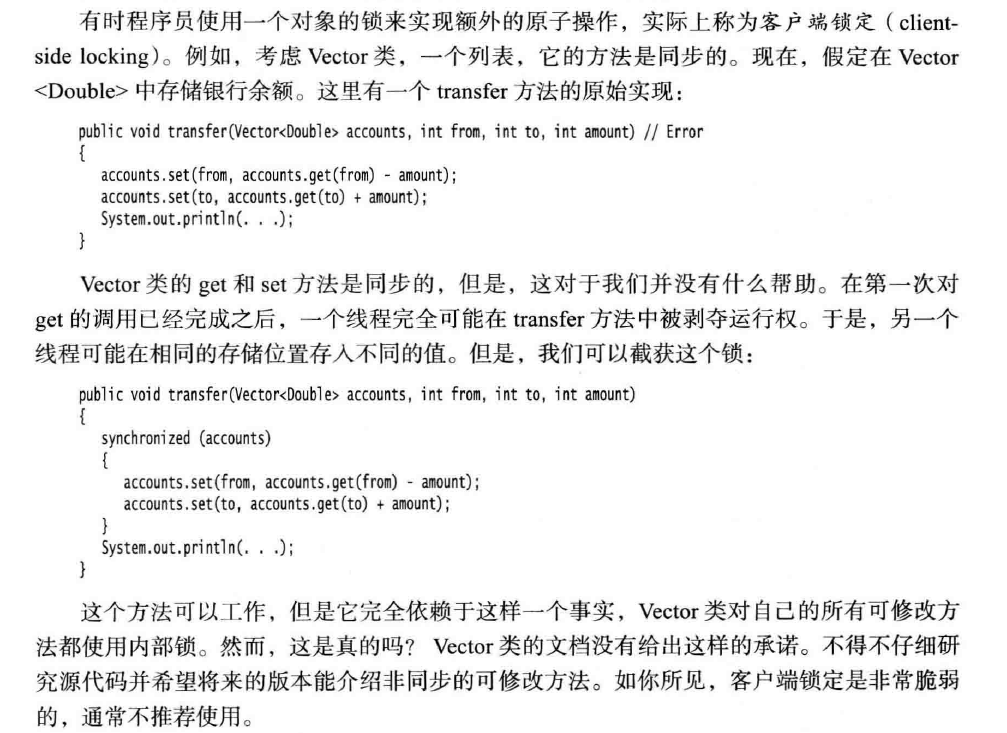 有时程序员使用一个对象的锁来实现额外的原子操作，实际上称为客户端锁定（client-
side locking）。例如，考虑 Vector 类，一个列表，它的方法是同步的。现在，假定在 Vector
<Double> 中存储银行余额。这里有一个 transfer 方法的原始实现：
public void transfer(Vector<Double> accounts, int from, int to, int amount) // Error
{
accounts.set(from, accounts.get(from) - amount);
accounts.set(to, accounts.get(to) + amount);
System.out.println(. . .);
}
Vector 类的 get 和 set 方法是同步的，但是，这对于我们并没有什么帮助。在第一次对
get 的调用已经完成之后，一个线程完全可能在 transfer 方法中被剥夺运行权。于是，另一个
线程可能在相同的存储位置存入不同的值。但是，我们可以截获这个锁：
public void transfer(Vector<Double> accounts, int from, int to, int amount)
{
synchronized (accounts)
{
accounts.set(from, accounts.get(from) - amount);
accounts.set(to, accounts.get(to) + amount);
}
System.out.println(. . .);
}
这个方法可以工作，但是它完全依赖于这样一个事实，Vector 类对自己的所有可修改方
法都使用内部锁。然而，这是真的吗？ Vector 类的文档没有给出这样的承诺。不得不仔细研
究源代码并希望将来的版本能介绍非同步的可修改方法。如你所见，客户端锁定是非常脆弱
的，通常不推荐使用。